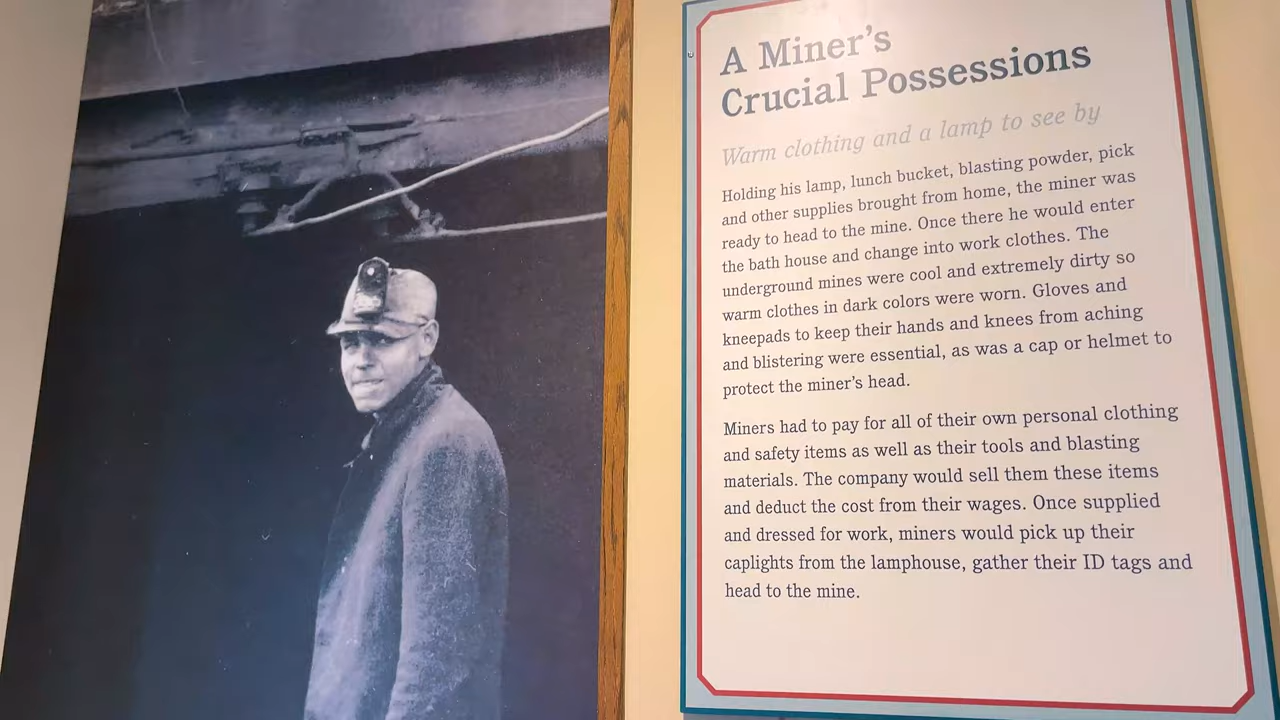 A Miner's
Crucial Possessions
Warm clothing and a lamp to see by
Holding his lamp, lunch bucket, blasting powder, pick
and other supplies brought from home, the miner was
ready to head to the mine. Once there he would enter
the bath house and change into work clothes. The
underground mines were cool and extremely dirty so
warm clothes in dark colors were worn. Gloves and
kneepads to keep their hands and knees from aching
and blistering were essential, as was a cap or helmet to
protect the miner's head.
Miners had to pay for all of their own personal clothing
and safety items as well as their tools and blasting
materials. The company would sell them these items
and deduct the cost from their wages. Once supplied
and dressed for work, miners would pick up their
caplights from the lamphouse, gather their ID tags and
head to the mine.